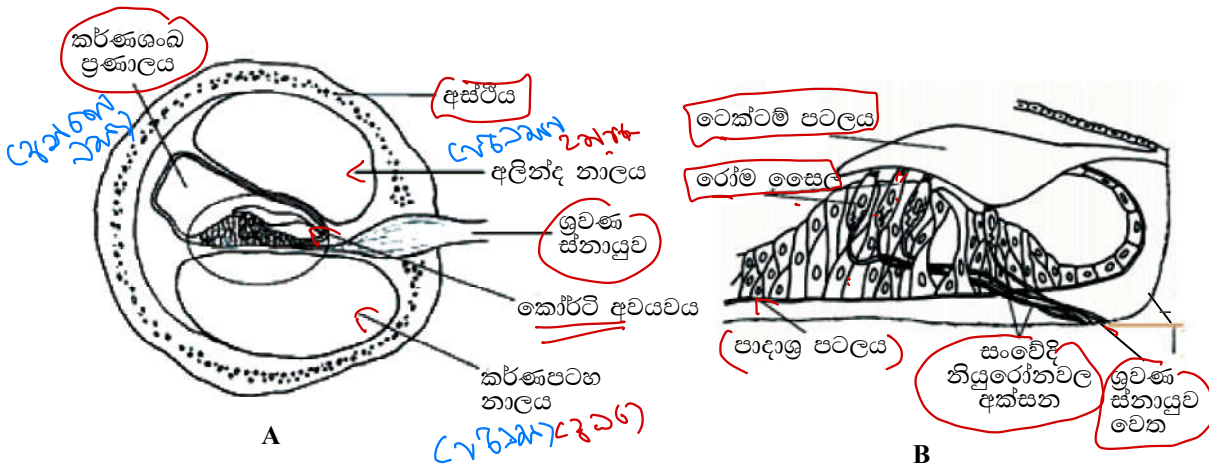 කර්ණශංඛ
ප්‍රණාලය
අස්ථිය
අලින්ද නාලය
ශ්‍රවණ
ස්නායුව
කෝර්ටි අවයවය
කර්ණපටහ
නාලය
A
ටෙක්ටම් පටලය
රෝම සෛල
(පාදාශ්‍ර පටලය)
සංවේදි
නියුරෝනවල
අක්සන
ශ්‍රවණ
ස්නායුව
වෙත
B